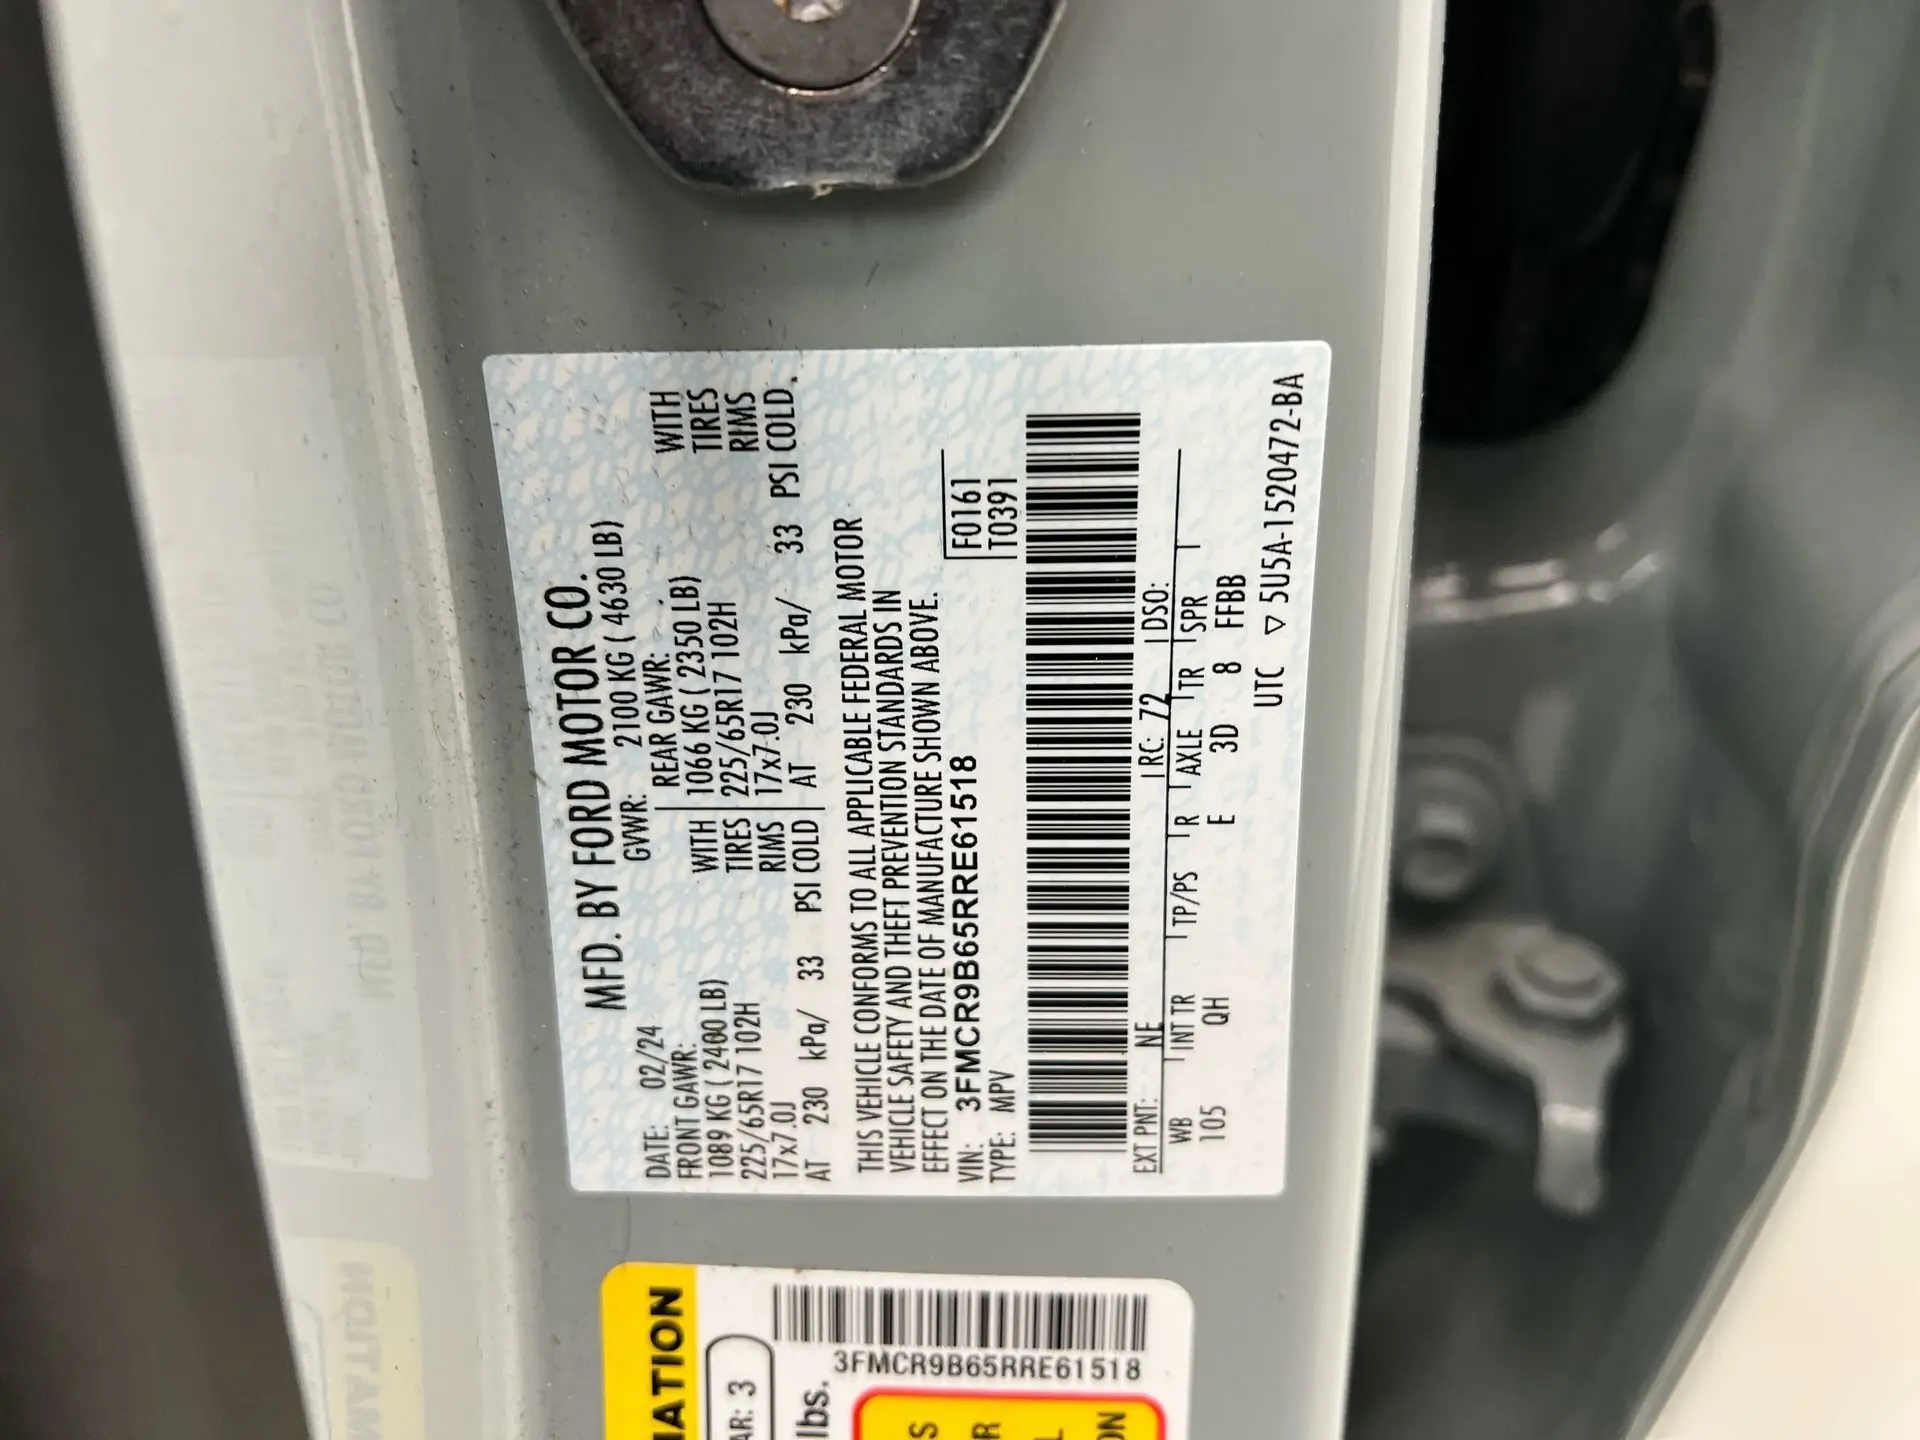 MFD. BY FORD MOTOR CO.
DATE: 02/24 GVWR: 2100 KG ( 4630 LB)
FRONT GAWR: REAR GAWR:
1089 KG ( 2400 LB) WITH 1066 KG ( 2350 LB) WITH
225/65R17 102H TIRES 225/65R17 102H TIRES
17x7.0J RIMS 17x7.0J RIMS
AT 230 kPa/ 33 PSI COLD AT 230 kPa/ 33 PSI COLD
THIS VEHICLE CONFORMS TO ALL APPLICABLE FEDERAL MOTOR
VEHICLE SAFETY AND THEFT PREVENTION STANDARDS IN
EFFECT ON THE DATE OF MANUFACTURE SHOWN ABOVE.
VIN: 3FMCR9B65RRE61518 F0161
TYPE: MPV T0391
EXT PNT: NE RC: 72 DSO:
WB INT TR TP/PS R AXLE TR SPR
105 QH E 3D 8 FFBB
UTC ▽ 5U5A-1520472-BA
MATION
AR: 3
3FMCR9B65RRE61518
lbs.
S
R
L
ON